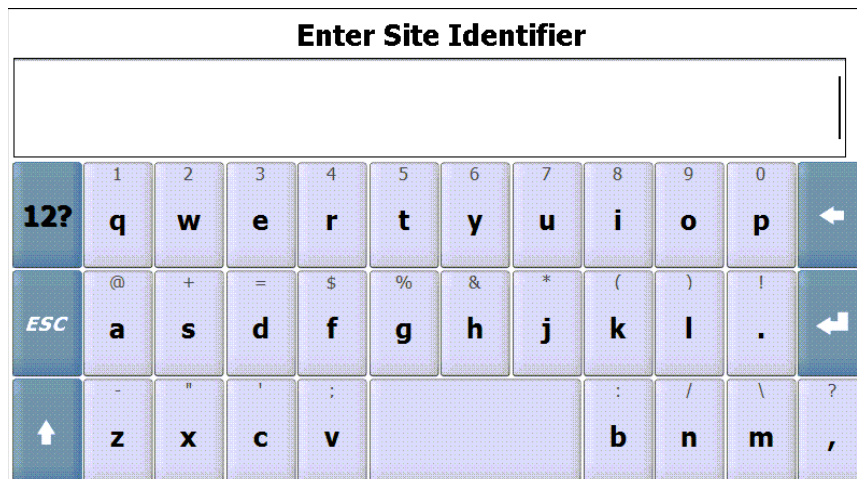 Enter Site Identifier
1 2 3 4 5 6 7 8 9 0
12? q w e r t y u i o p
@ + = $ % & * ( ) !
ESC a s d f g h j k l .
- " ' ; : / \ ?
z x c v b n m ,